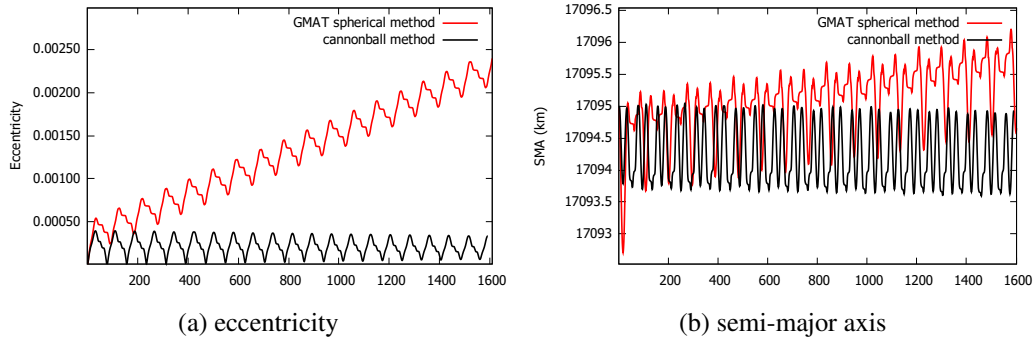 GMAT spherical method
cannonball method
0.00250
0.00200
0.00150
0.00100
0.00050
Eccentricity
200 400 600 800 1000 1200 1400 1600
(a) eccentricity
GMAT spherical method
cannonball method
17096.5
17096
17095.5
17095
17094.5
17094
17093.5
17093
SMA (km)
200 400 600 800 1000 1200 1400 1600
(b) semi-major axis